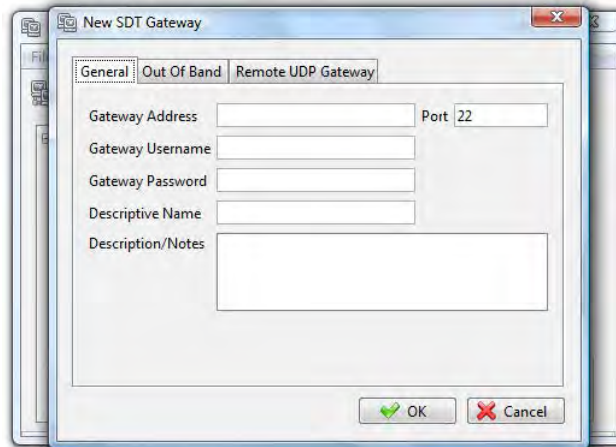 New SDT Gateway
General Out Of Band Remote UDP Gateway
Gateway Address Port 22
Gateway Username
Gateway Password
Descriptive Name
Description/Notes
OK Cancel